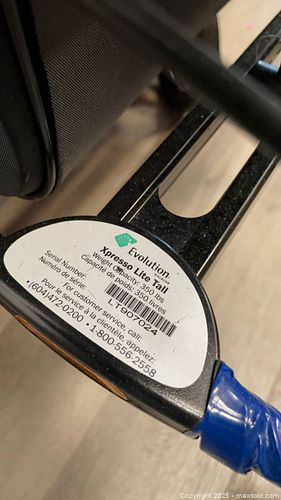 Evolution
Xpresso Lite Tall
Weight Capacity: 350 lbs
Capacité de poids: 350 livres
Serial Number:
Numéro de série:
LT907024
For customer service, call:
Pour le service à la clientèle, appelez:
(604)472-0200 • 1-800-556-2558
Copyright 2025 - maxsold.com